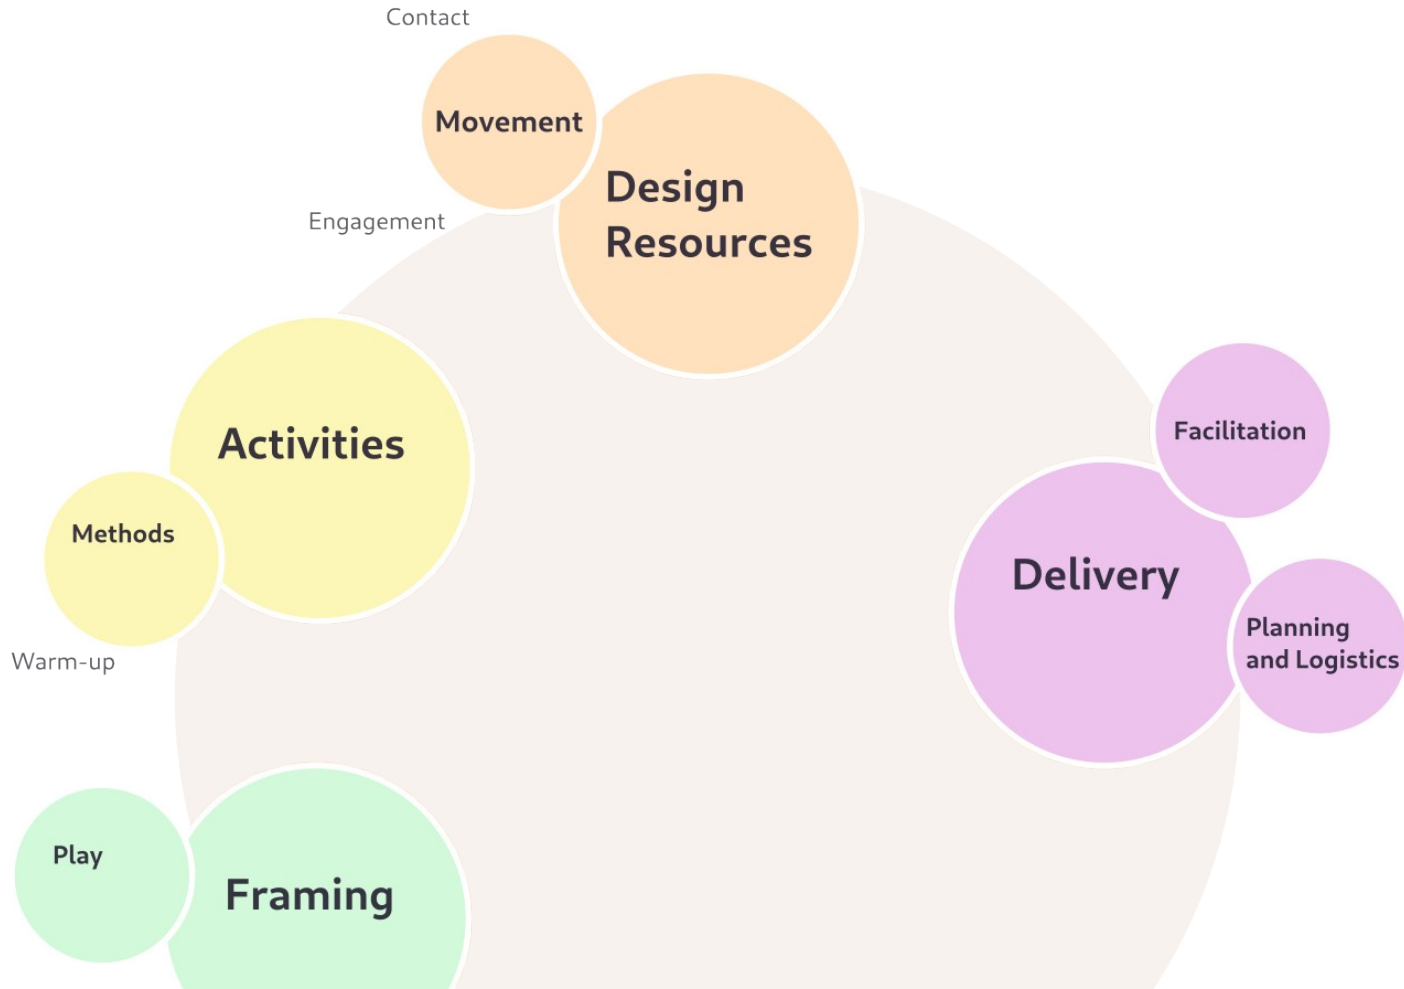 Contact
Movement
Design
Resources
Engagement
Activities
Methods
Warm-up
Facilitation
Delivery
Planning
and Logistics
Play
Framing